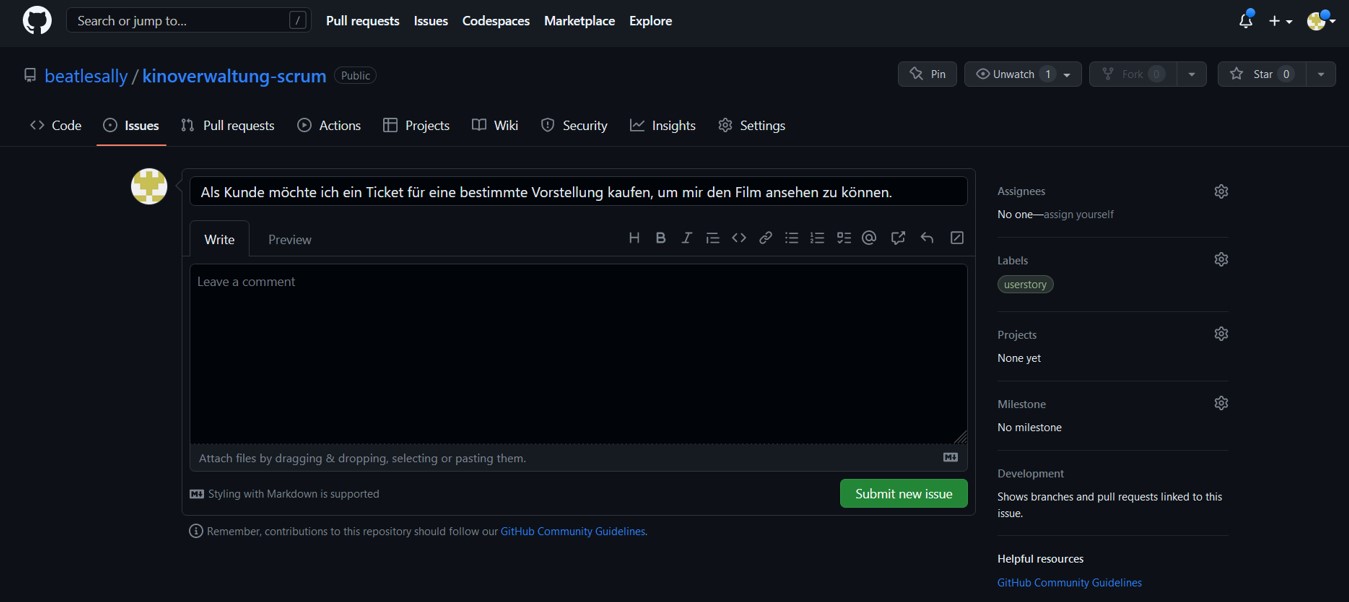 Search or jump to... /
Pull requests Issues Codespaces Marketplace Explore
beatlesally / kinoverwaltung-scrum Public
Pin Unwatch 1 Fork 0 Star 0
Code Issues Pull requests Actions Projects Wiki Security Insights Settings
Als Kunde möchte ich ein Ticket für eine bestimmte Vorstellung kaufen, um mir den Film ansehen zu können.
Write Preview
Leave a comment
Attach files by dragging & dropping, selecting or pasting them.
Styling with Markdown is supported
Submit new issue
Remember, contributions to this repository should follow our GitHub Community Guidelines.
Assignees
No one—assign yourself
Labels
userstory
Projects
None yet
Milestone
No milestone
Development
Shows branches and pull requests linked to this
issue.
Helpful resources
GitHub Community Guidelines